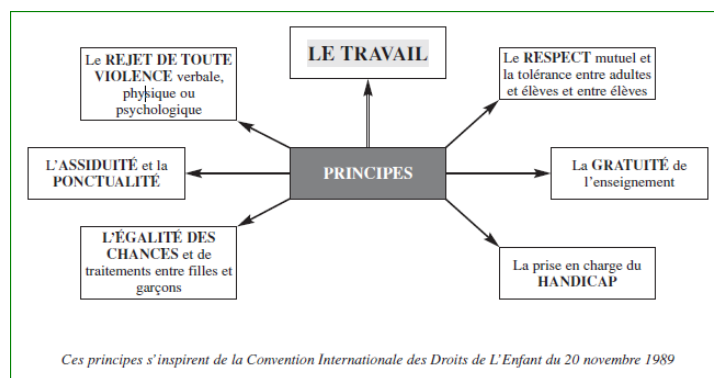 LE TRAVAIL
Le REJET DE TOUTE
VIOLENCE verbale,
physique ou
psychologique
Le RESPECT mutuel et
la tolérance entre adultes
et élèves et entre élèves
L'ASSIDUITÉ et la
PONCTUALITÉ
PRINCIPES
La GRATUITÉ de
l'enseignement
L'ÉGALITÉ DES
CHANCES et de
traitements entre filles et
garçons
La prise en charge du
HANDICAP
Ces principes s'inspirent de la Convention Internationale des Droits de L'Enfant du 20 novembre 1989